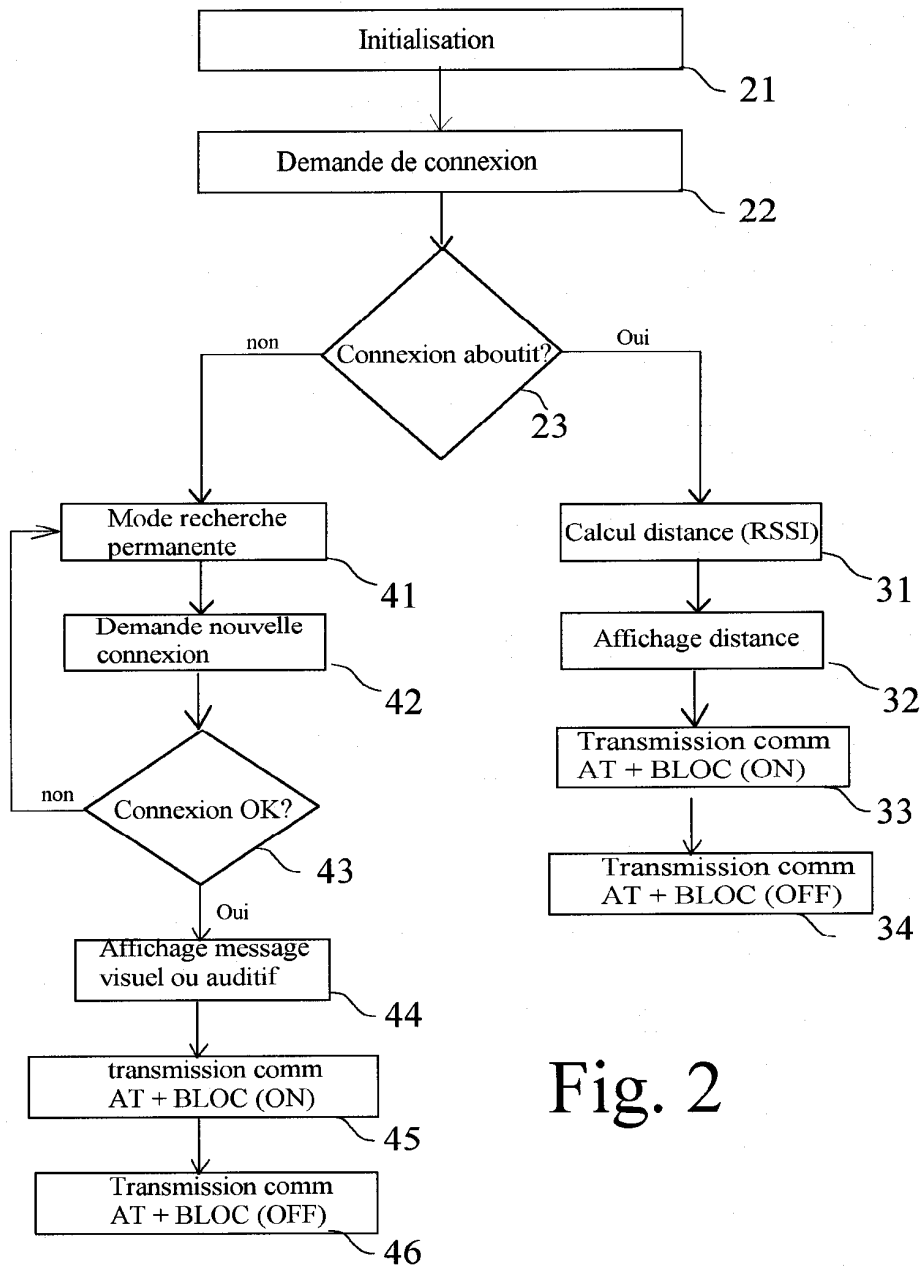 Initialisation
21
Demande de connexion
22
non
Connexion aboutit?
Oui
23
Mode recherche
permanente
41
Demande nouvelle
connexion
42
non
Connexion OK?
43
Oui
Affichage message
visuel ou auditif
44
transmission comm
AT + BLOC (ON)
45
Transmission comm
AT + BLOC (OFF)
46
Calcul distance (RSSI)
31
Affichage distance
32
Transmission comm
AT + BLOC (ON)
33
Transmission comm
AT + BLOC (OFF)
34
Fig. 2